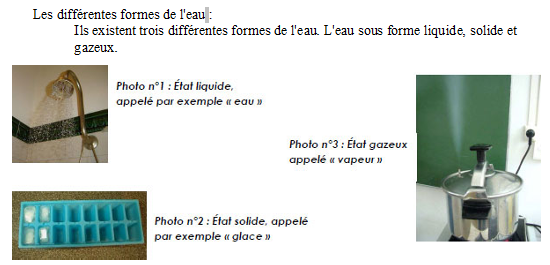 Les différentes formes de l'eau :
Ils existent trois différentes formes de l'eau. L'eau sous forme liquide, solide et
gazeux.
Photo n°1 : État liquide,
appelé par exemple « eau »
Photo n°3 : État gazeux
appelé « vapeur »
Photo n°2 : État solide, appelé
par exemple « glace »